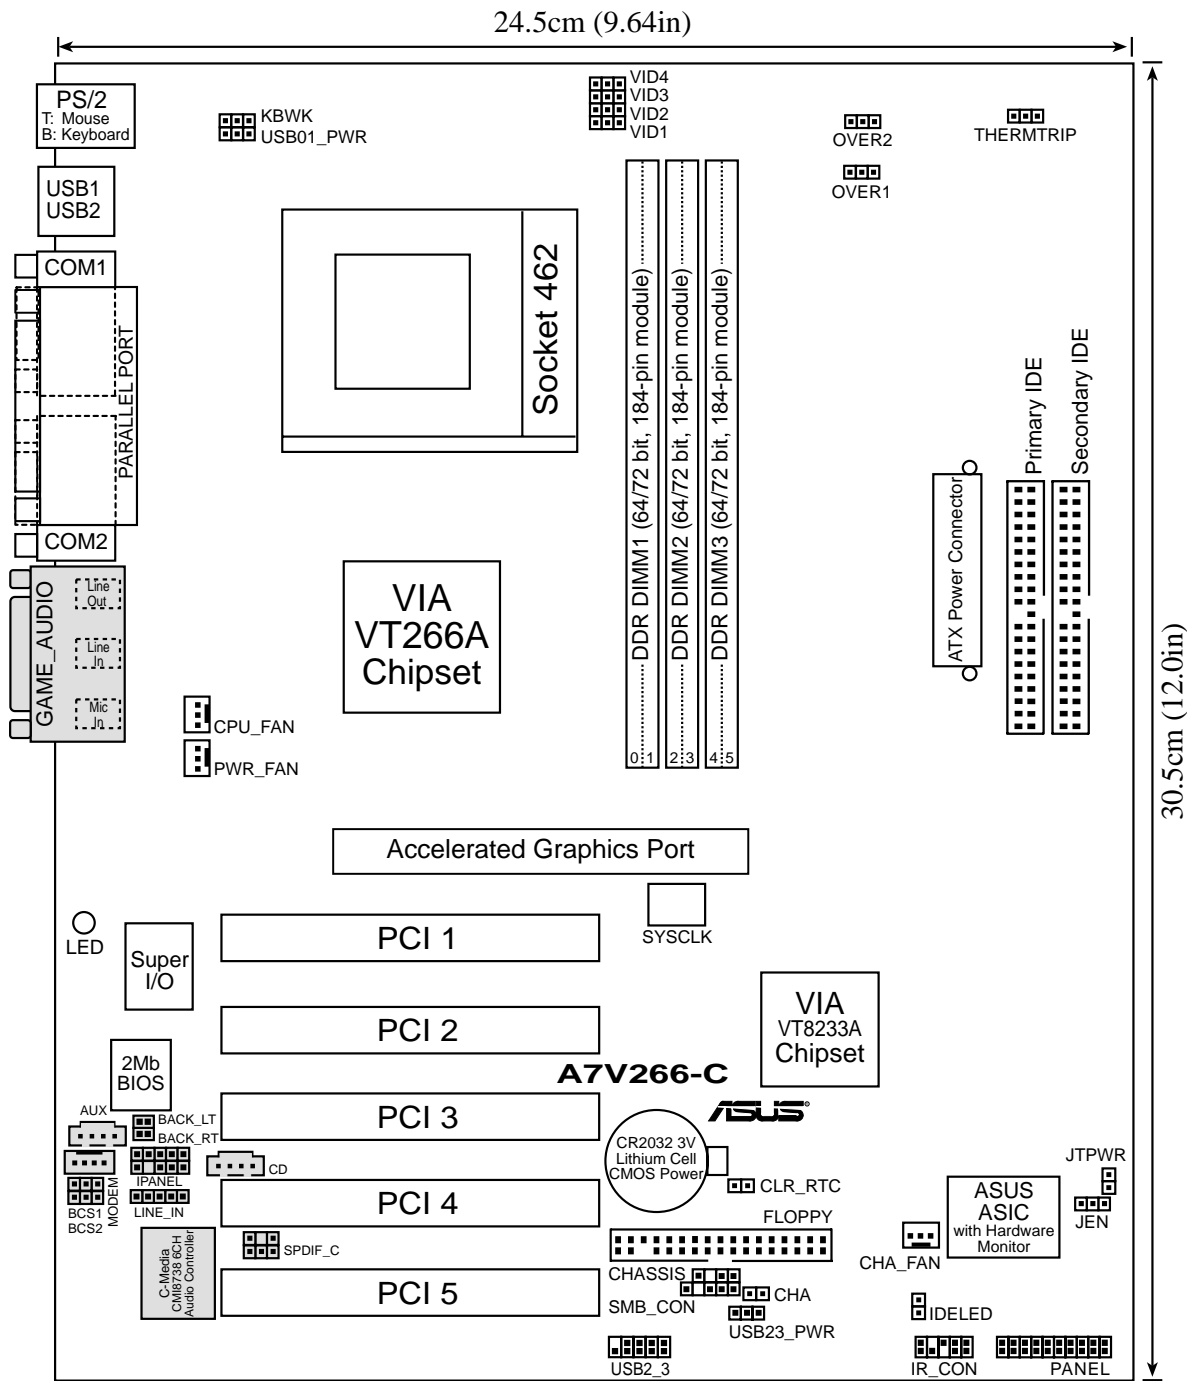 24.5cm (9.64in)
PS/2
T: Mouse
B: Keyboard
KBWK
USB01_PWR
VID4
VID3
VID2
VID1
OVER2
OVER1
THERMTRIP
USB1
USB2
COM1
PARALLEL PORT
COM2
Socket 462
DDR DIMM1 (64/72 bit, 184-pin module)
DDR DIMM2 (64/72 bit, 184-pin module)
DDR DIMM3 (64/72 bit, 184-pin module)
0 1
2 3
4 5
Primary IDE
Secondary IDE
ATX Power Connector
30.5cm (12.0in)
GAME_AUDIO
Line
Out
Line
In
Mic
In
VIA
VT266A
Chipset
CPU_FAN
PWR_FAN
Accelerated Graphics Port
SYSCLK
LED
Super
I/O
PCI 1
PCI 2
VIA
VT8233A
Chipset
2Mb
BIOS
A7V266-C
ASUS®
PCI 3
AUX
BACK_LT
BACK_RT
IPANEL
CD
MODEM
BCS1
BCS2
LINE_IN
CR2032 3V
Lithium Cell
CMOS Power
CLR_RTC
PCI 4
FLOPPY
JTPWR
JEN
ASUS
ASIC
with Hardware
Monitor
CHA_FAN
C-Media
CMI8738 6CH
Audio Controller
SPDIF_C
PCI 5
CHASSIS
SMB_CON
CHA
USB23_PWR
IDELED
USB2_3
IR_CON
PANEL